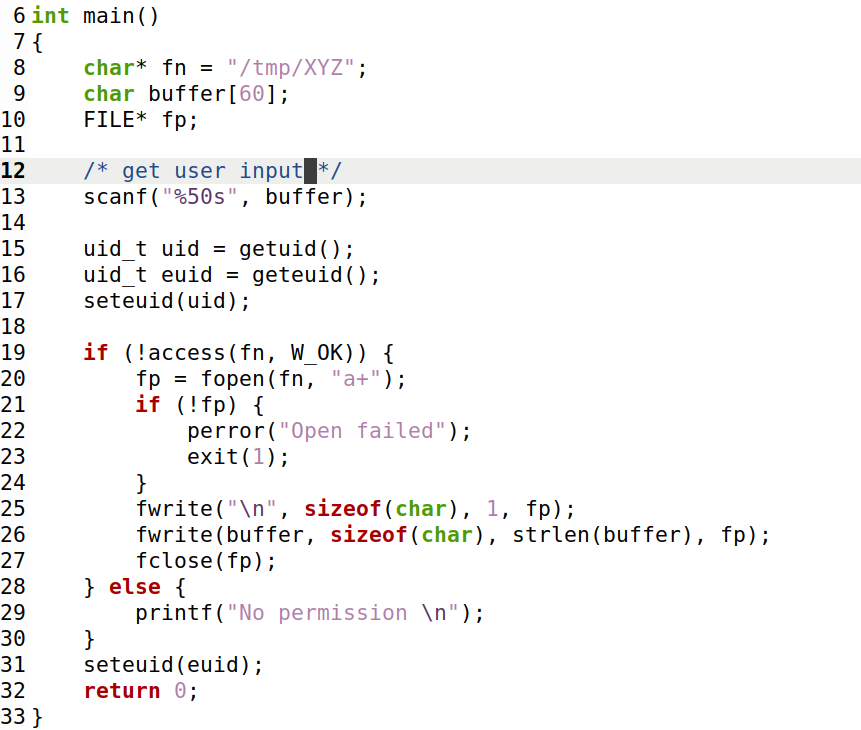 6 int main()
7 {
8     char* fn = "/tmp/XYZ";
9     char buffer[60];
10     FILE* fp;
11
12     /* get user input */
13     scanf("%50s", buffer);
14
15     uid_t uid = getuid();
16     uid_t euid = geteuid();
17     seteuid(uid);
18
19     if (!access(fn, W_OK)) {
20         fp = fopen(fn, "a+");
21         if (!fp) {
22             perror("Open failed");
23             exit(1);
24         }
25         fwrite("\n", sizeof(char), 1, fp);
26         fwrite(buffer, sizeof(char), strlen(buffer), fp);
27         fclose(fp);
28     } else {
29         printf("No permission \n");
30     }
31     seteuid(euid);
32     return 0;
33 }